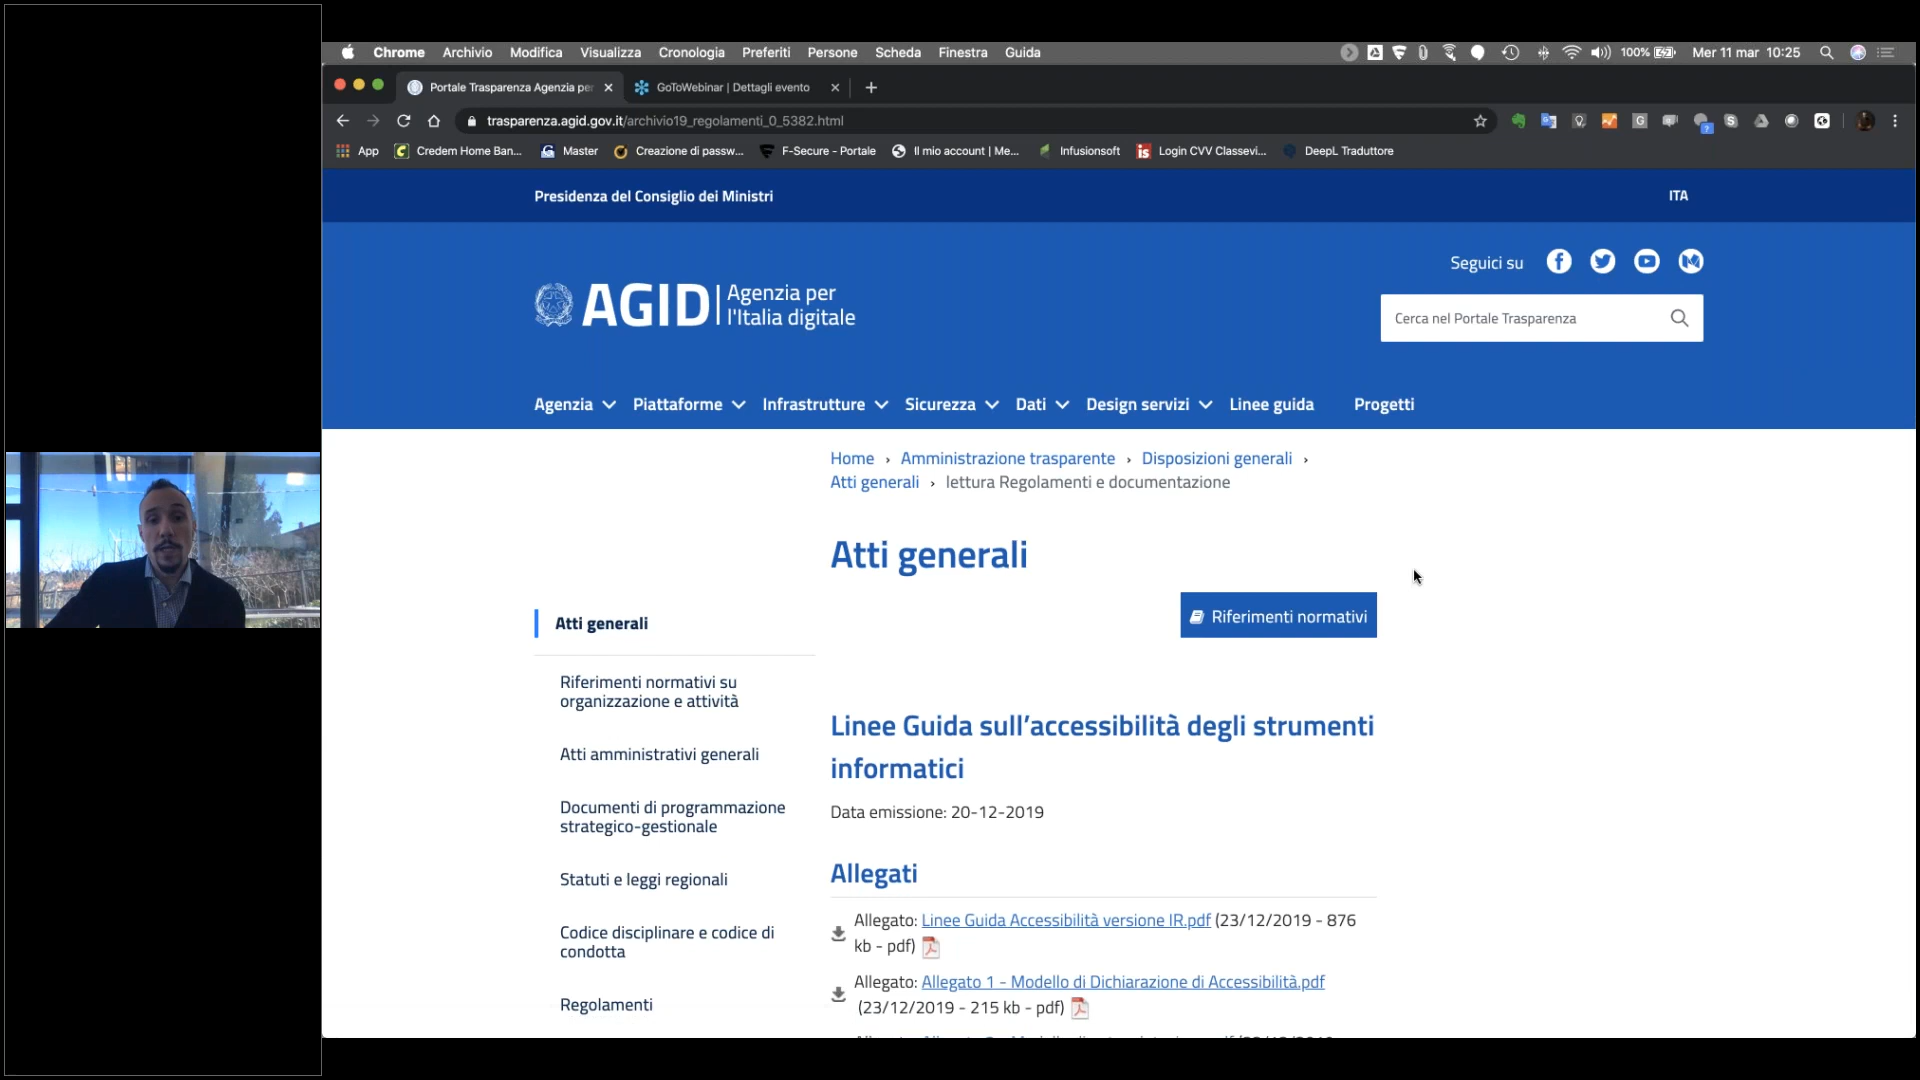 Chrome Archivio Modifica Visualizza Cronologia Preferiti Persone Scheda Finestra Guida 100% Mer 11 mar 10:25
Portale Trasparenza Agenzia per GoToWebinar | Dettagli evento
trasparenza.agid.gov.it/archivio19_regolamenti_0_5382.html
App Credem Home Ban... Master Creazione di passw... F-Secure - Portale Il mio account | Me... Infusionsoft Login CVV Classevi... DeepL Traduttore
Presidenza del Consiglio dei Ministri ITA
Seguici su
AGID Agenzia per
l'Italia digitale
Cerca nel Portale Trasparenza
Agenzia Piattaforme Infrastrutture Sicurezza Dati Design servizi Linee guida Progetti
Home › Amministrazione trasparente › Disposizioni generali ›
Atti generali › lettura Regolamenti e documentazione
Atti generali
Riferimenti normativi
Atti generali
Riferimenti normativi su
organizzazione e attività
Atti amministrativi generali
Documenti di programmazione
strategico-gestionale
Statuti e leggi regionali
Codice disciplinare e codice di
condotta
Regolamenti
Linee Guida sull’accessibilità degli strumenti
informatici
Data emissione: 20-12-2019
Allegati
Allegato: Linee Guida Accessibilità versione IR.pdf (23/12/2019 - 876
kb - pdf)
Allegato: Allegato 1 - Modello di Dichiarazione di Accessibilità.pdf
(23/12/2019 - 215 kb - pdf)